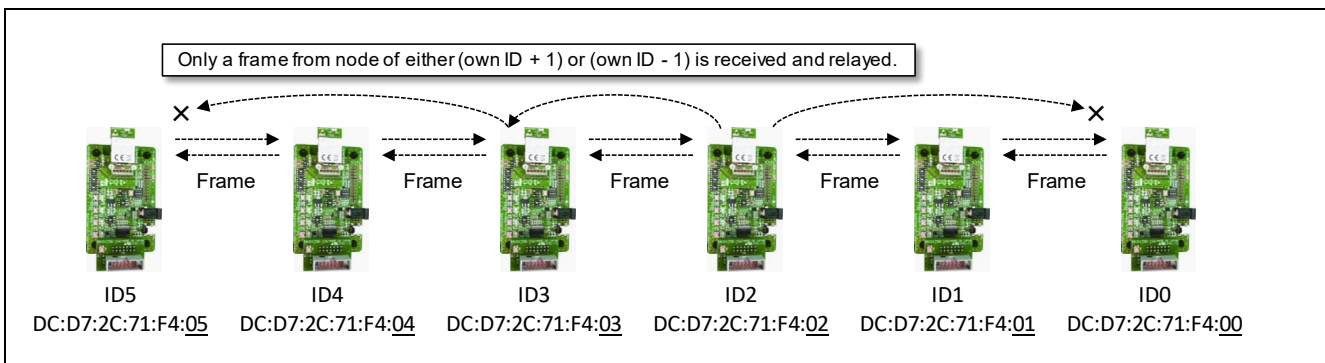 Only a frame from node of either (own ID + 1) or (own ID - 1) is received and relayed.
× ×
Frame Frame Frame Frame Frame
ID5 ID4 ID3 ID2 ID1 ID0
DC:D7:2C:71:F4:05 DC:D7:2C:71:F4:04 DC:D7:2C:71:F4:03 DC:D7:2C:71:F4:02 DC:D7:2C:71:F4:01 DC:D7:2C:71:F4:00